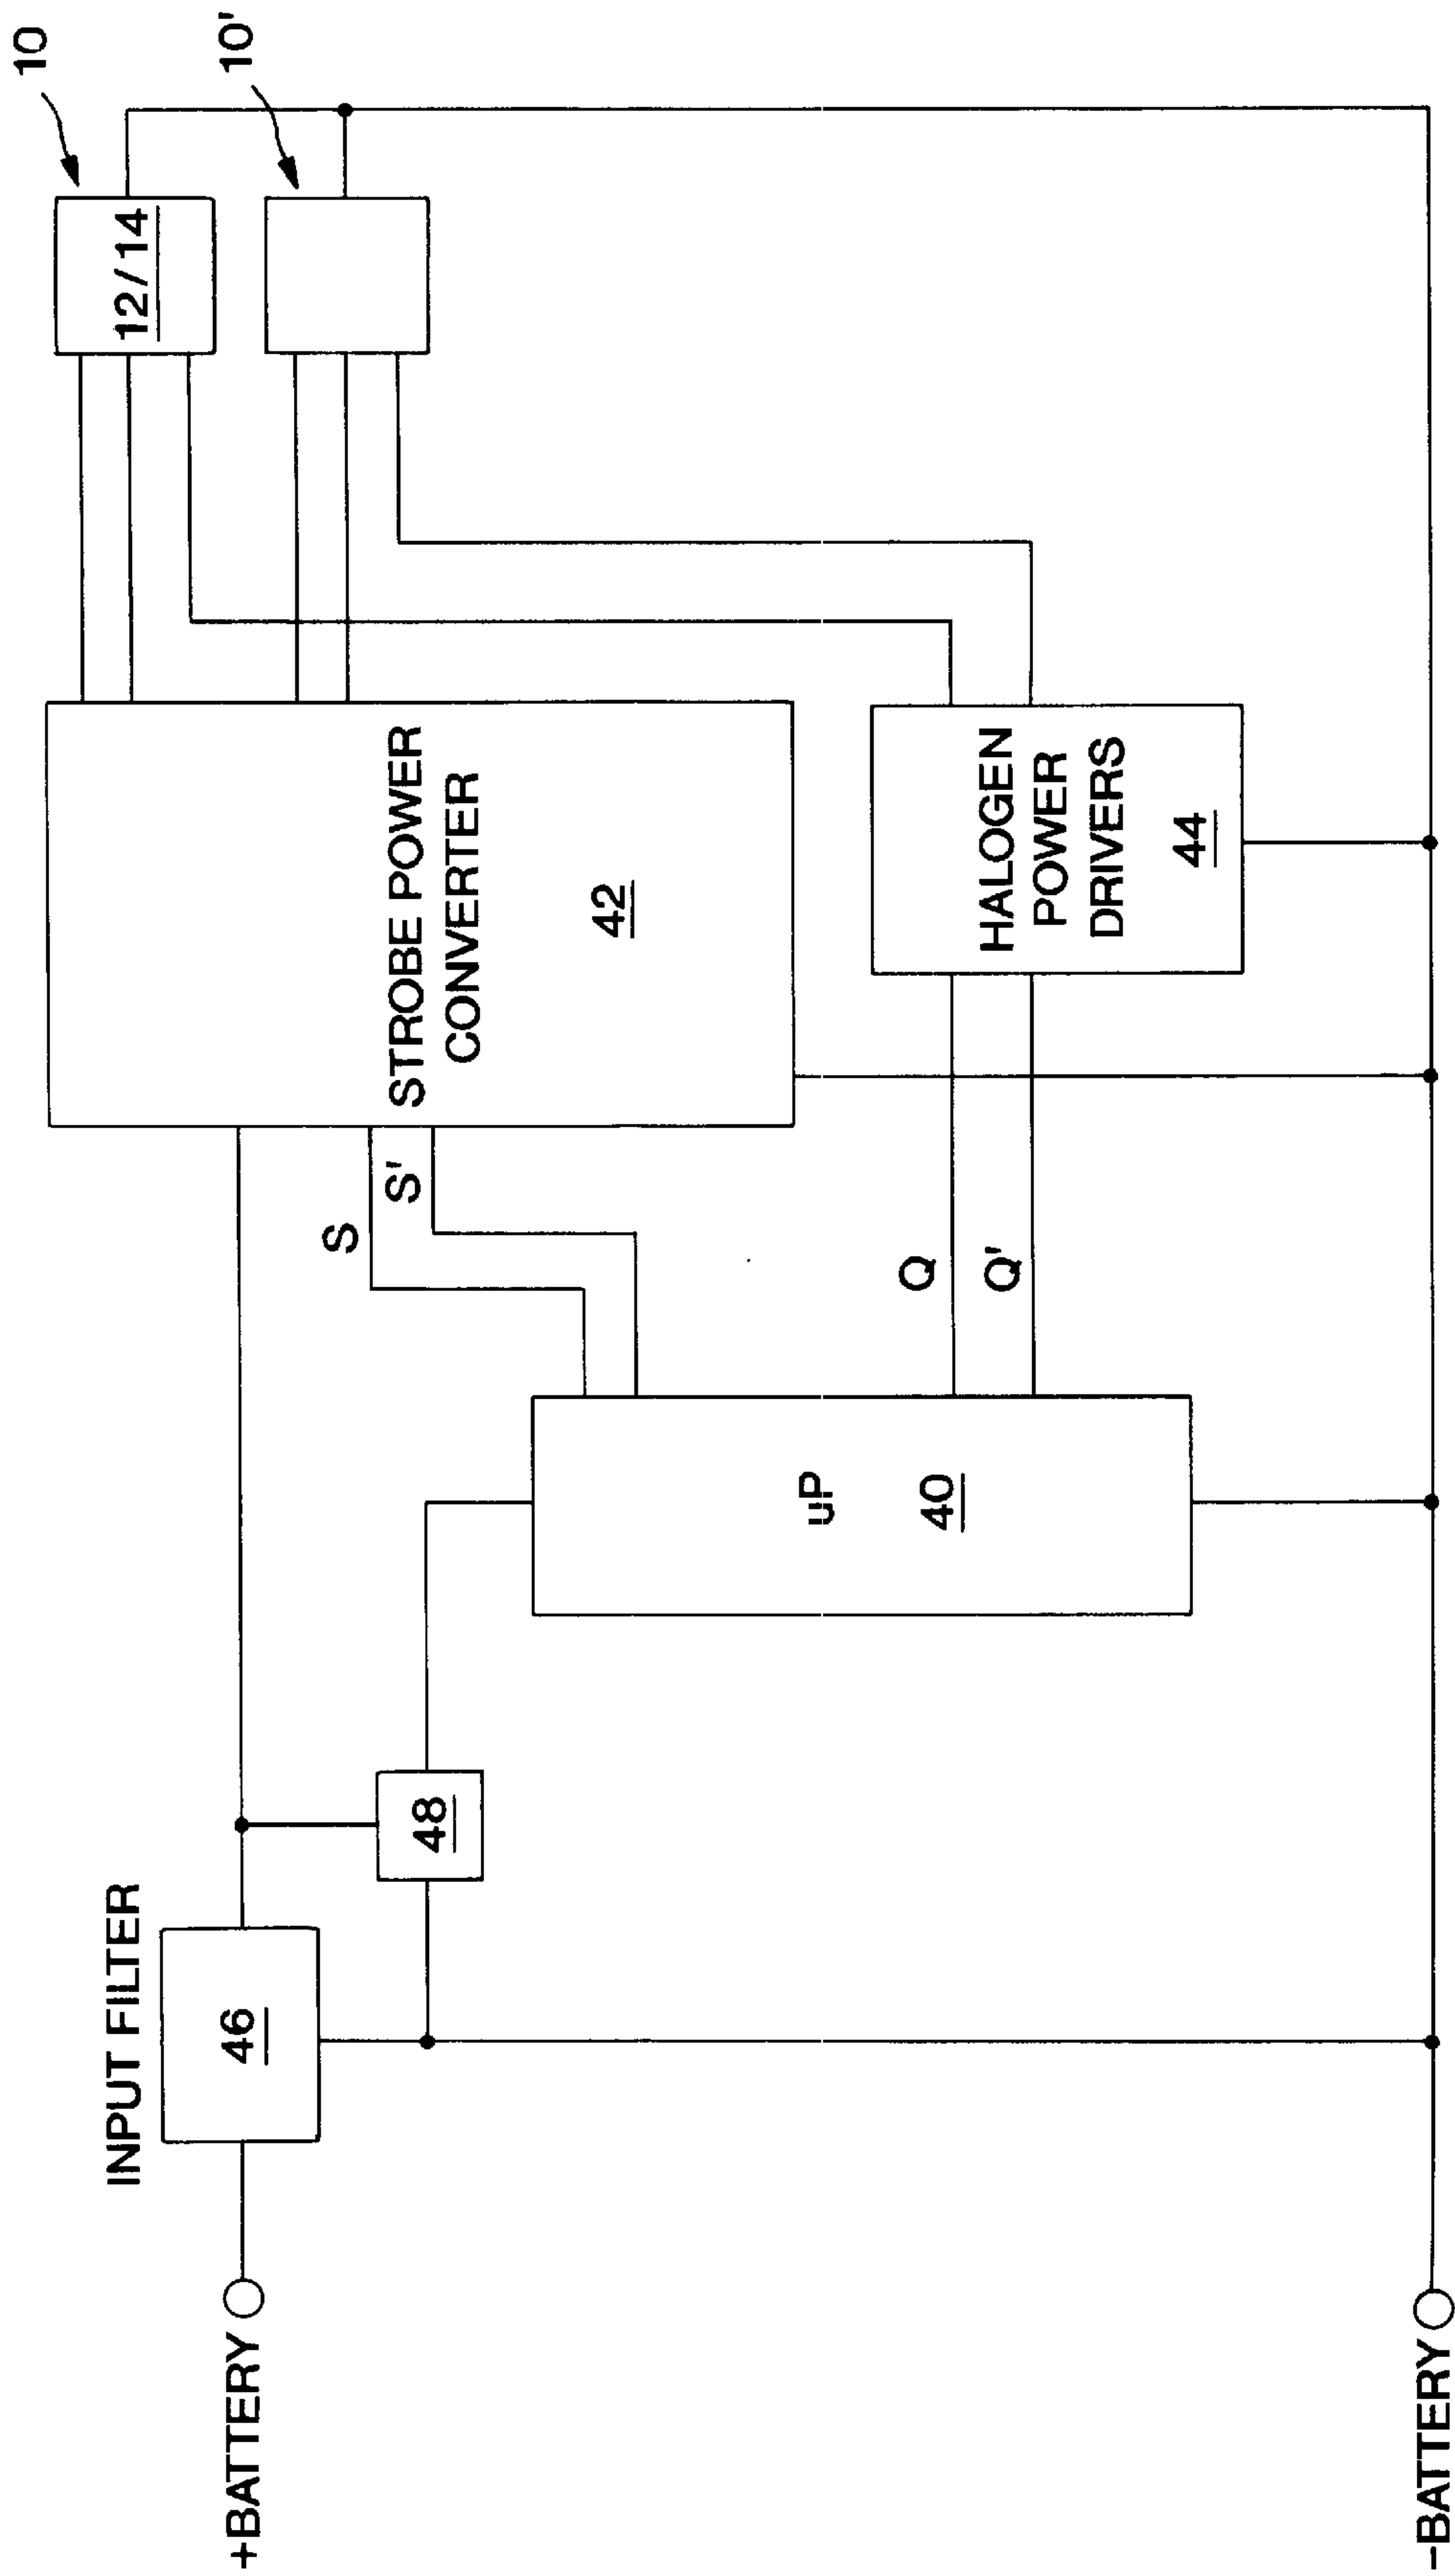 10
10'
12/14
STROBE POWER
CONVERTER
42
HALOGEN
POWER
DRIVERS
44
S
S'
Q
Q'
uP
40
48
INPUT FILTER
46
+BATTERY
-BATTERY